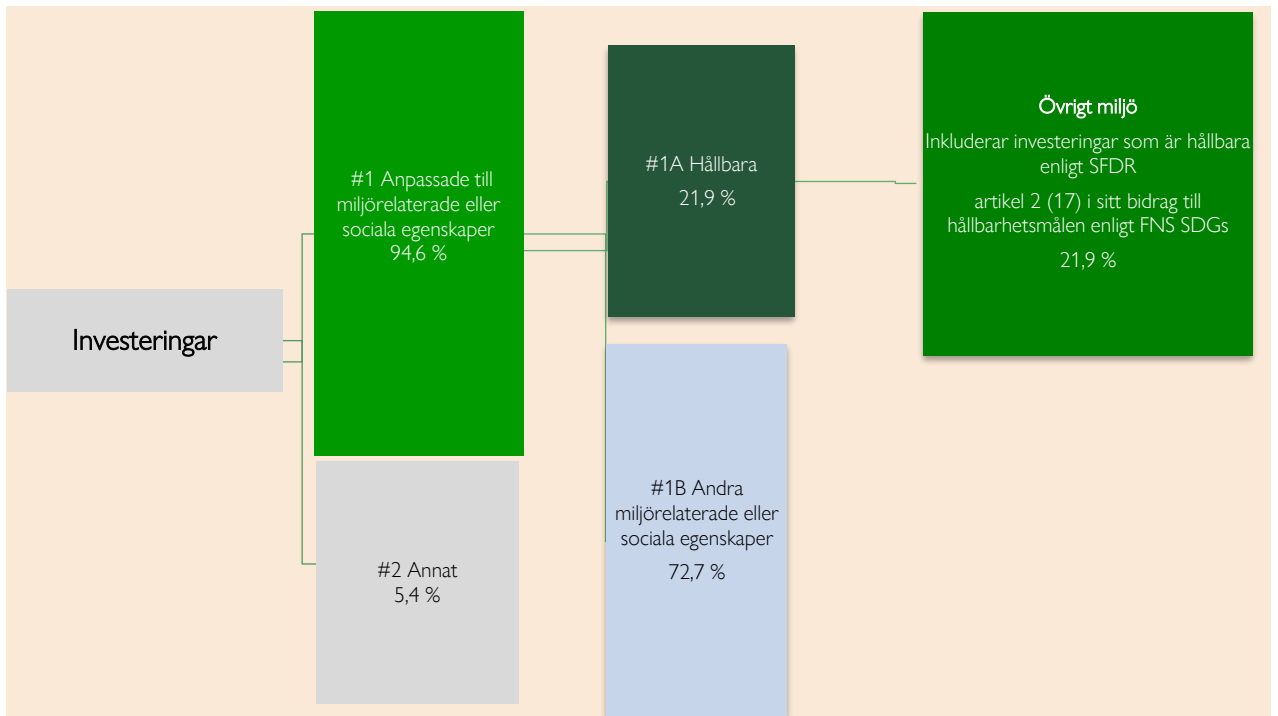 Investeringar
#1 Anpassade till
miljörelaterade eller
sociala egenskaper
94,6 %
#2 Annat
5,4 %
#1A Hållbara
21,9 %
#1B Andra
miljörelaterade eller
sociala egenskaper
72,7 %
Övrigt miljö
Inkluderar investeringar som är hållbara
enligt SFDR
artikel 2 (17) i sitt bidrag till
hållbarhetsmålen enligt FNS SDGs
21,9 %